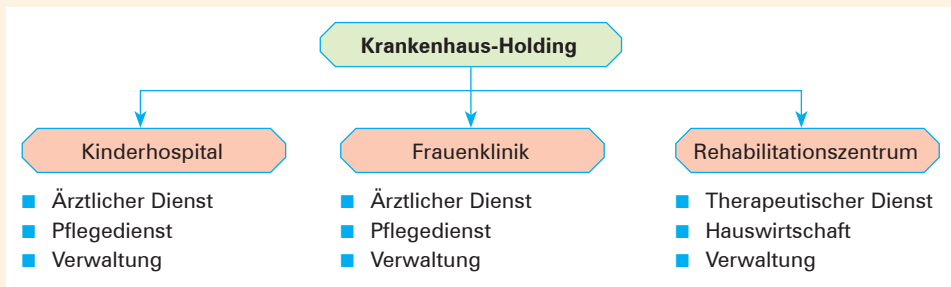 Krankenhaus-Holding
Kinderhospital
Ärztlicher Dienst
Pflegedienst
Verwaltung
Frauenklinik
Ärztlicher Dienst
Pflegedienst
Verwaltung
Rehabilitationszentrum
Therapeutischer Dienst
Hauswirtschaft
Verwaltung